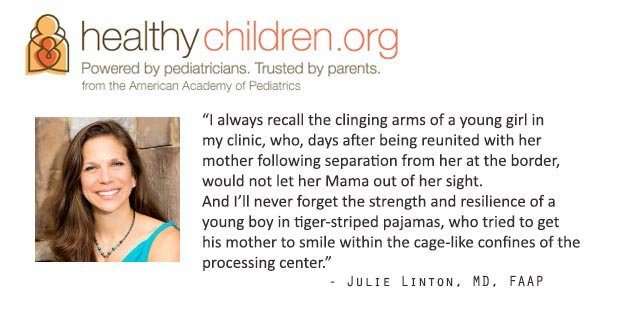 healthychildren.org
Powered by pediatricians. Trusted by parents.
from the American Academy of Pediatrics
“I always recall the clinging arms of a young girl in
my clinic, who, days after being reunited with her
mother following separation from her at the border,
would not let her Mama out of her sight.
And I’ll never forget the strength and resilience of a
young boy in tiger-striped pajamas, who tried to get
his mother to smile within the cage-like confines of the
processing center.”
- Julie Linton, MD, FAAP